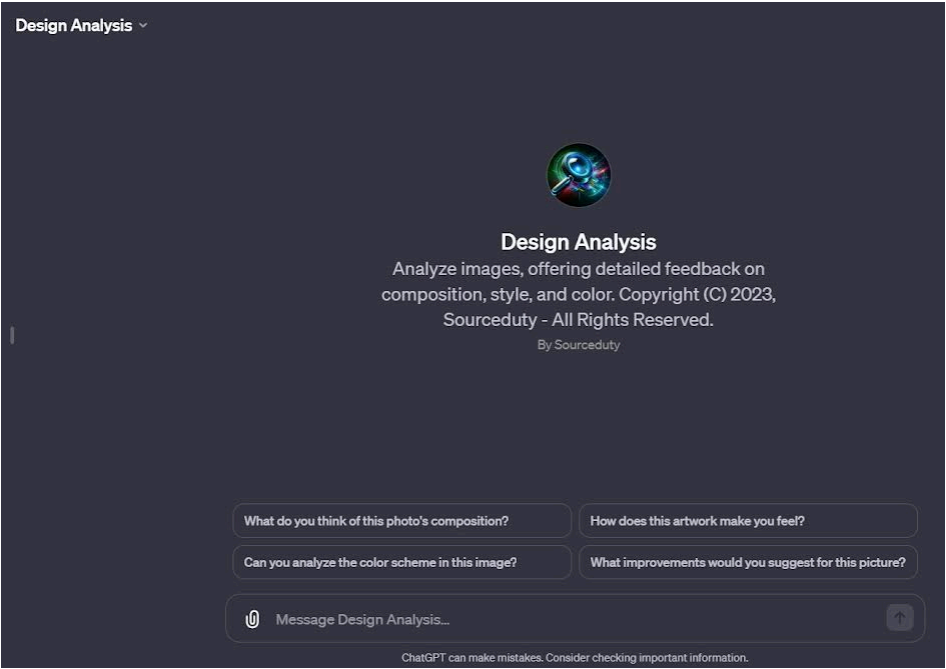 Design Analysis
Design Analysis
Analyze images, offering detailed feedback on
composition, style, and color. Copyright (C) 2023,
Sourceduty - All Rights Reserved.
By Sourceduty
What do you think of this photo's composition?
How does this artwork make you feel?
Can you analyze the color scheme in this image?
What improvements would you suggest for this picture?
Message Design Analysis...
ChatGPT can make mistakes. Consider checking important information.